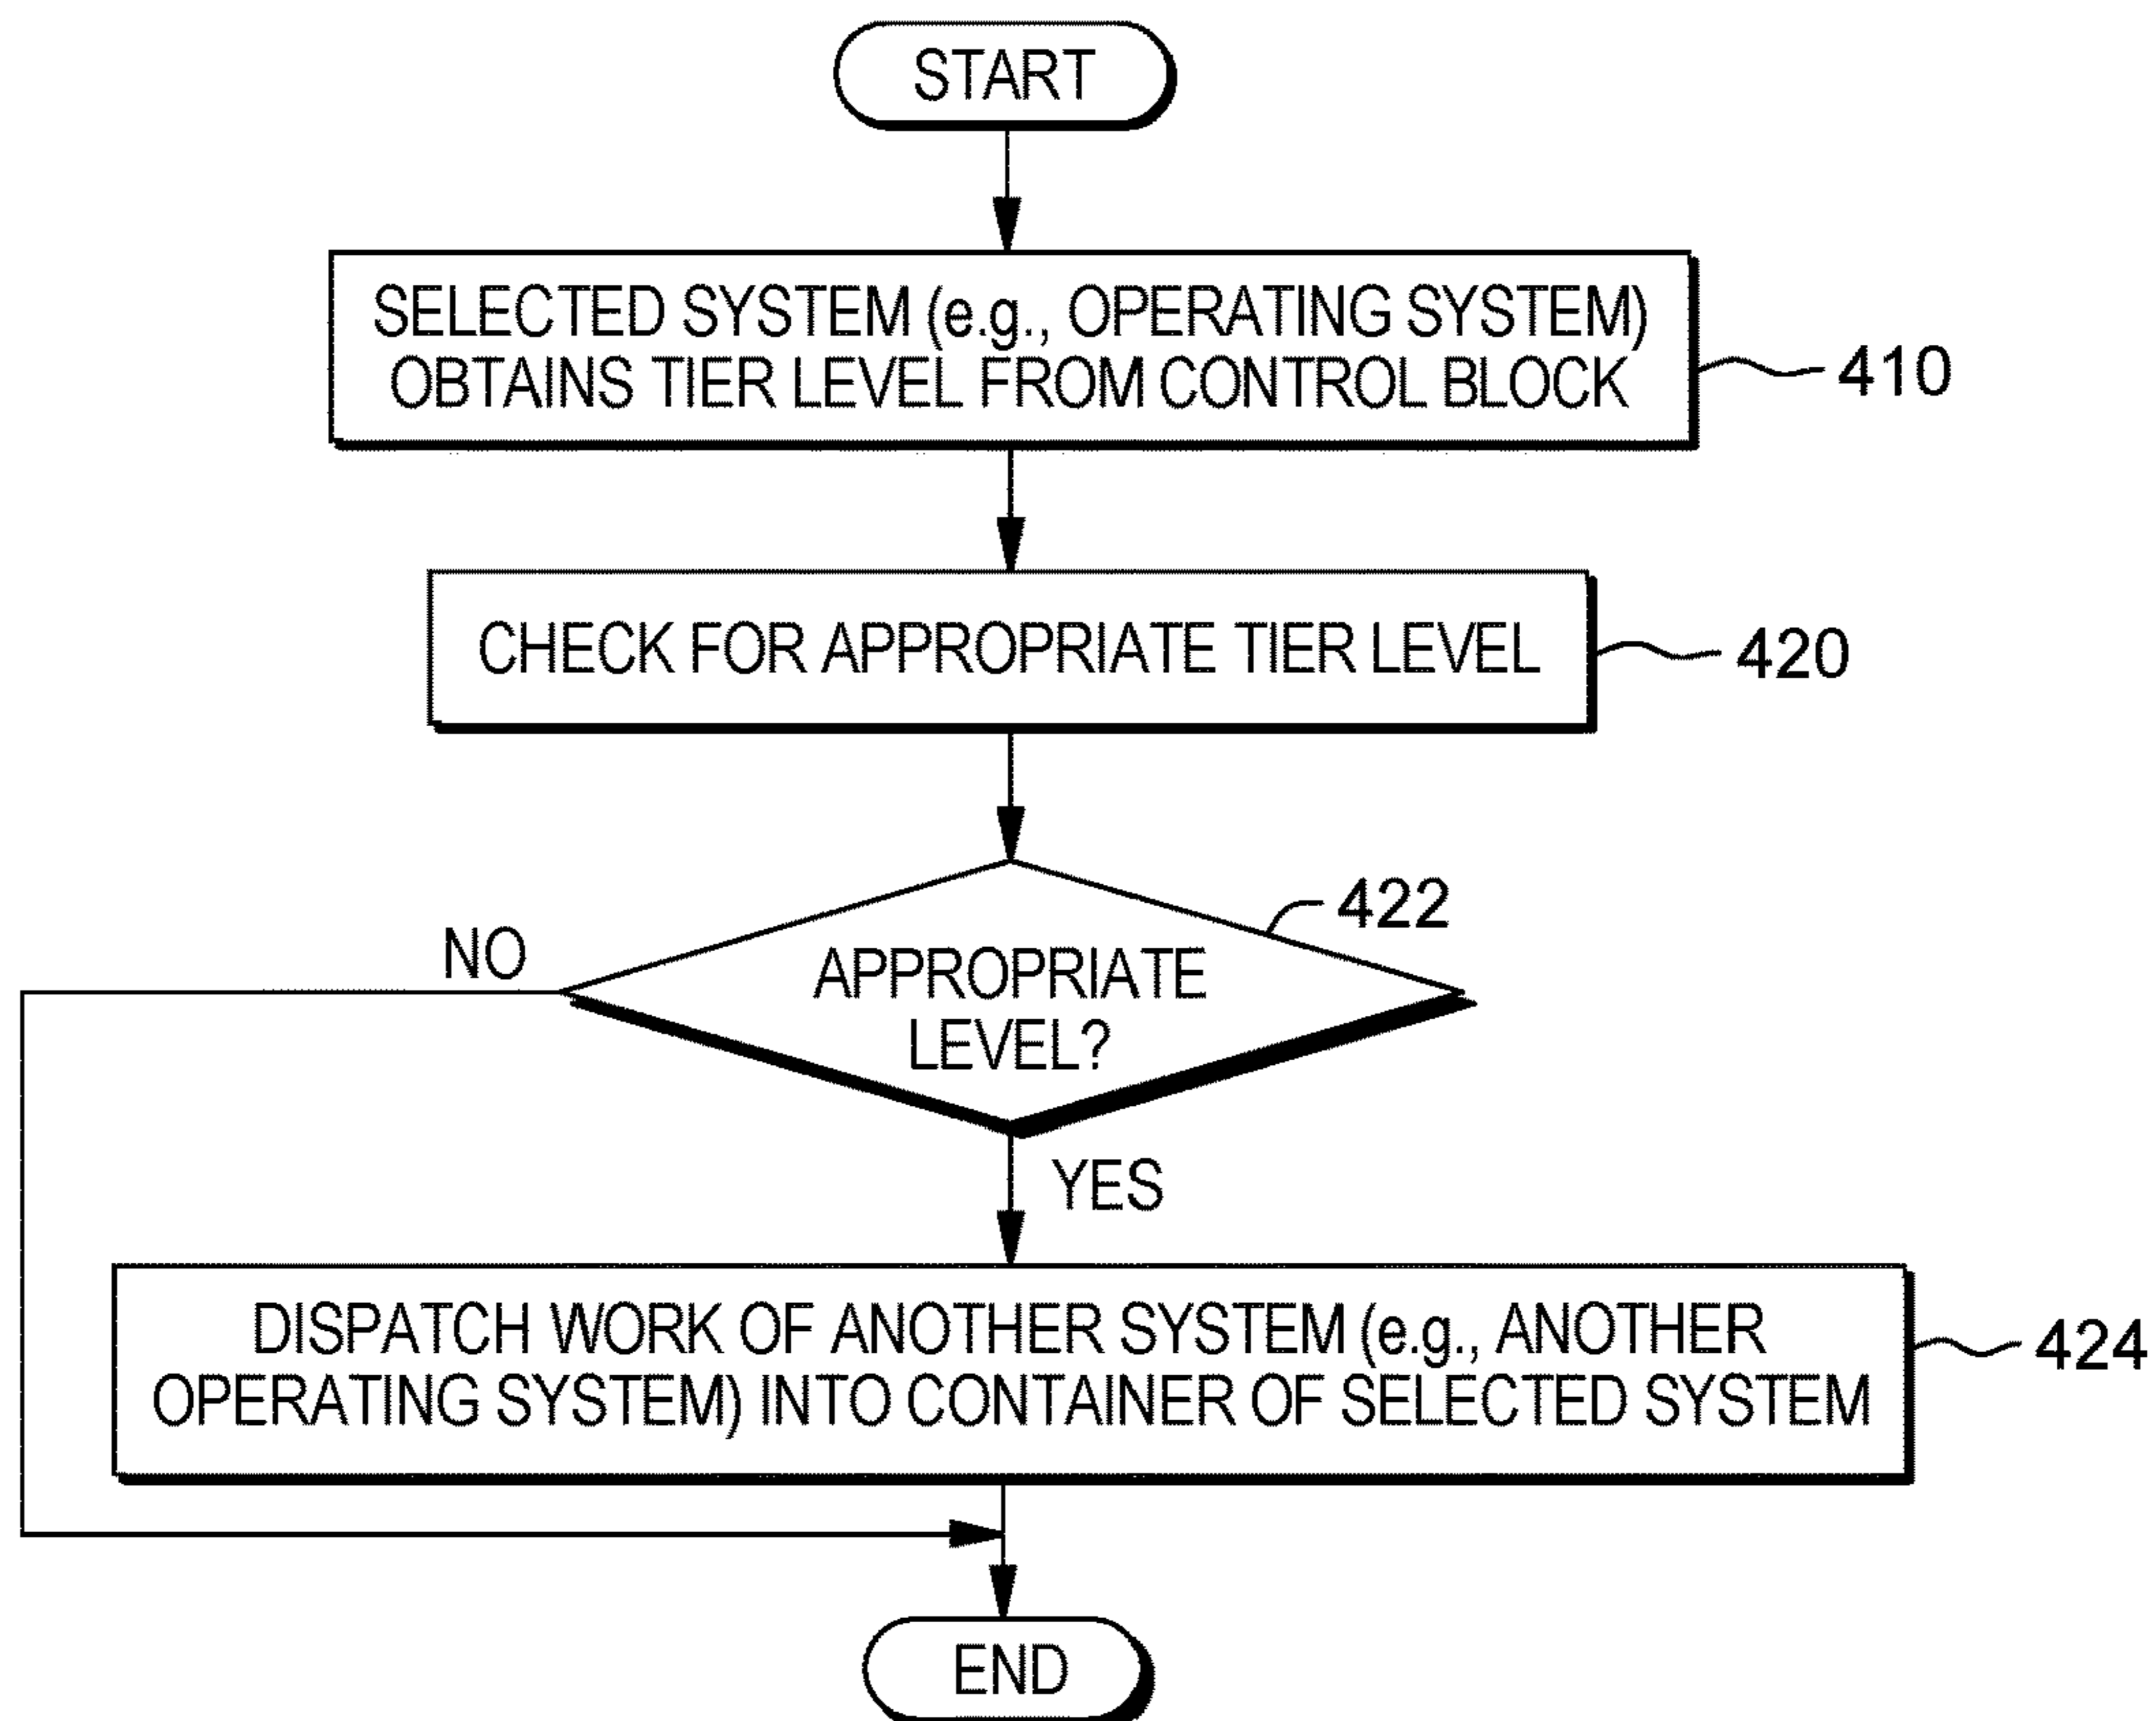 START
SELECTED SYSTEM (e.g., OPERATING SYSTEM)
OBTAINS TIER LEVEL FROM CONTROL BLOCK
410
CHECK FOR APPROPRIATE TIER LEVEL
420
422
NO
APPROPRIATE
LEVEL?
YES
DISPATCH WORK OF ANOTHER SYSTEM (e.g., ANOTHER
OPERATING SYSTEM) INTO CONTAINER OF SELECTED SYSTEM
424
END